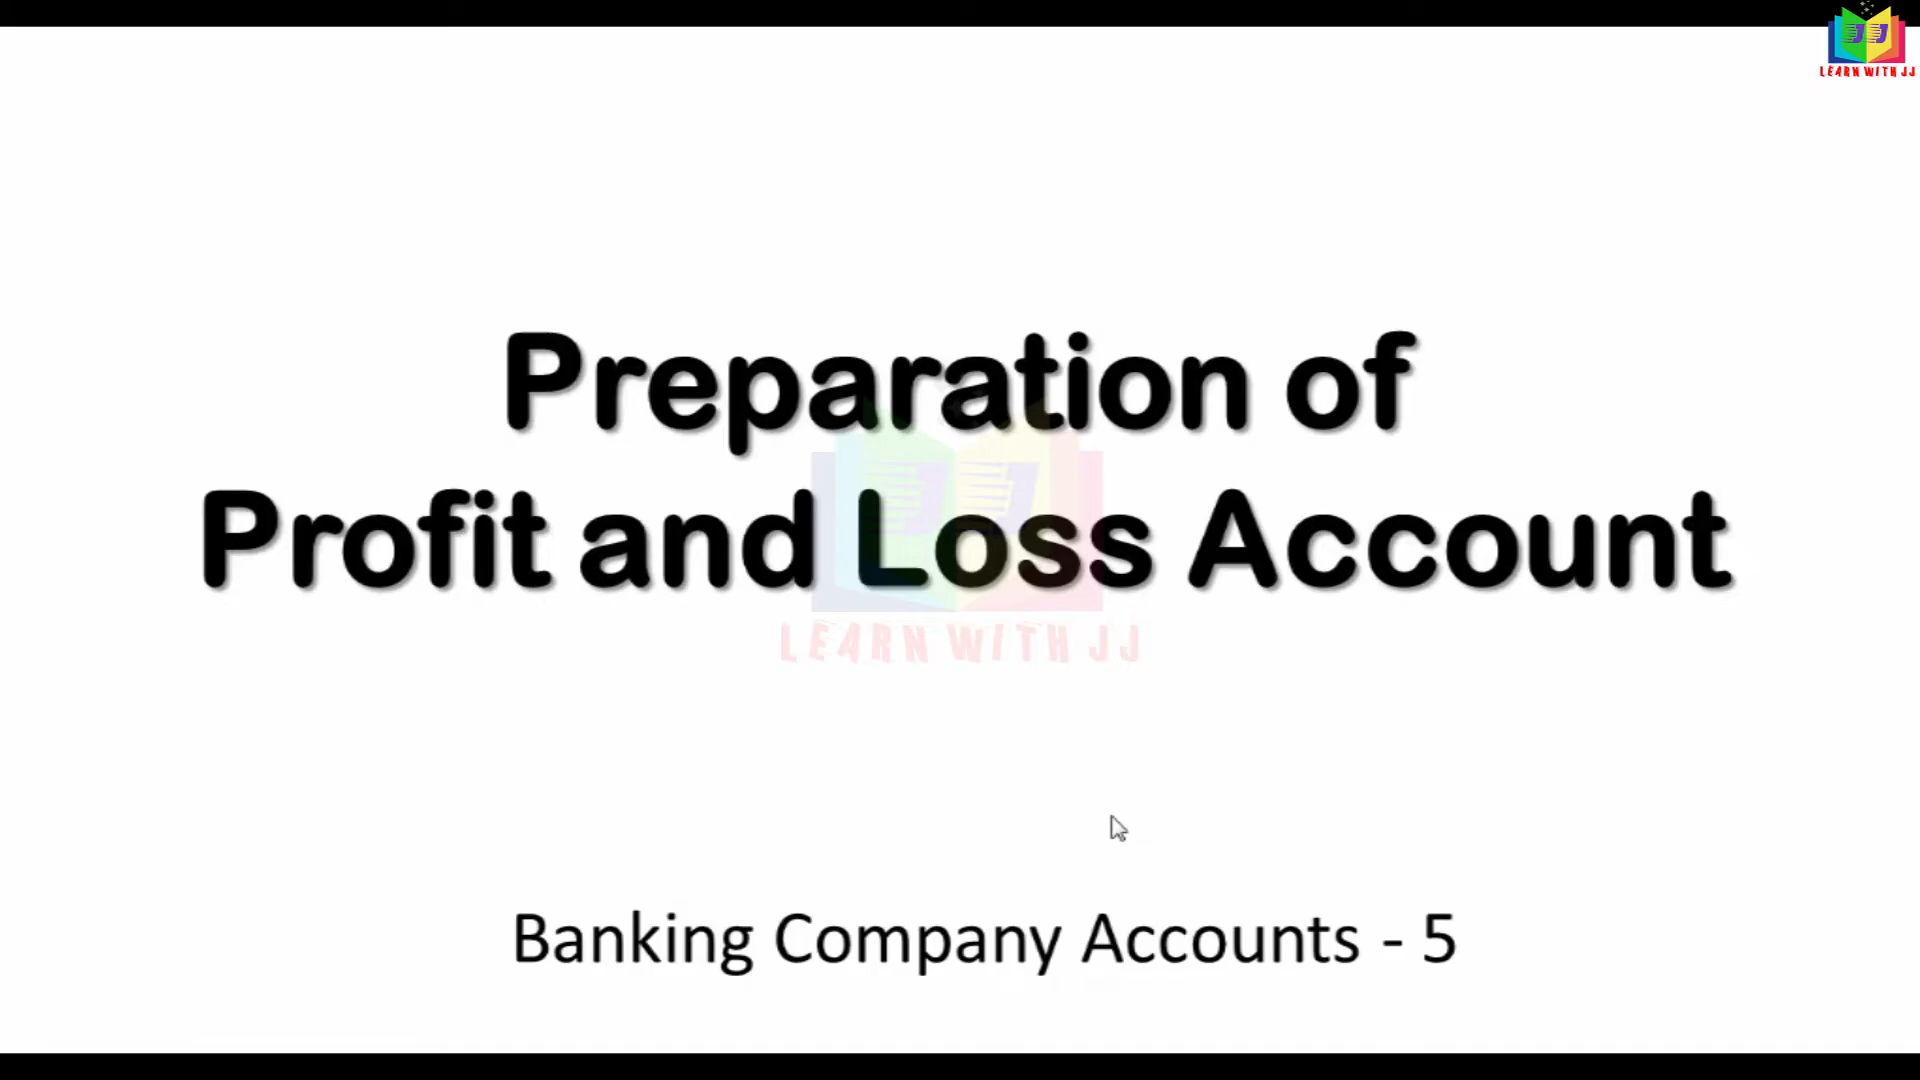 LEARN WITH JJ
Preparation of
Profit and Loss Account
LEARN WITH JJ
Banking Company Accounts - 5